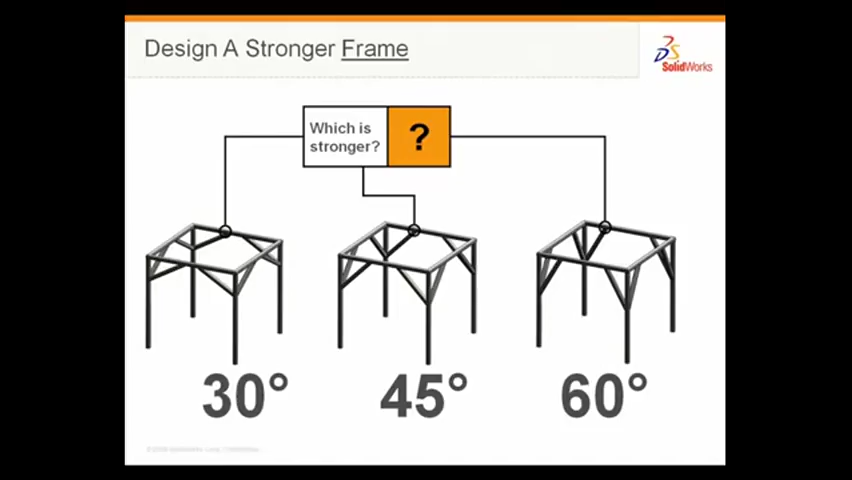 Design A Stronger Frame
SolidWorks
Which is
stronger?
?
30°
45°
60°